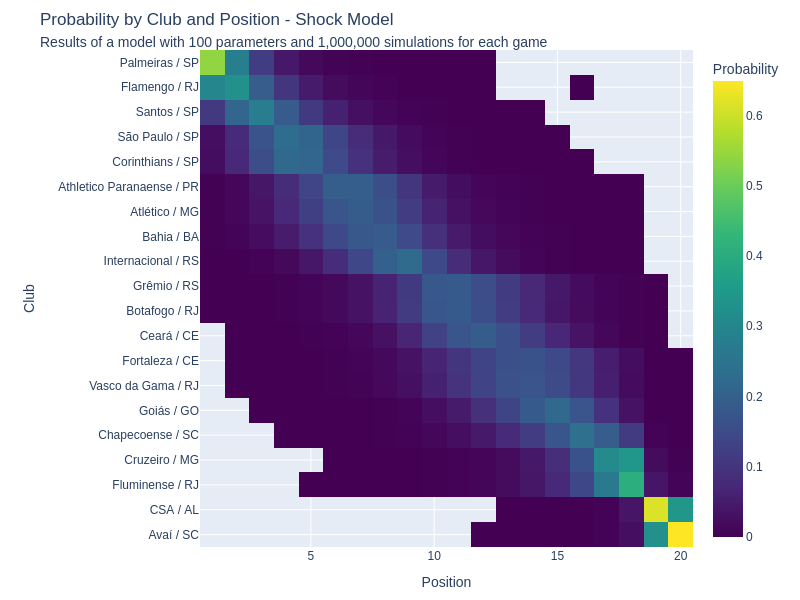 Probability by Club and Position - Shock Model
Results of a model with 100 parameters and 1,000,000 simulations for each game
Probability
Palmeiras / SP
Flamengo / RJ
Santos / SP
São Paulo / SP
Corinthians / SP
Athletico Paranaense / PR
Atlético / MG
Bahia / BA
Internacional / RS
Grêmio / RS
Botafogo / RJ
Ceará / CE
Fortaleza / CE
Vasco da Gama / RJ
Goiás / GO
Chapecoense / SC
Cruzeiro / MG
Fluminense / RJ
CSA / AL
Avaí / SC
Club
5
10
15
20
Position
0.6
0.5
0.4
0.3
0.2
0.1
0